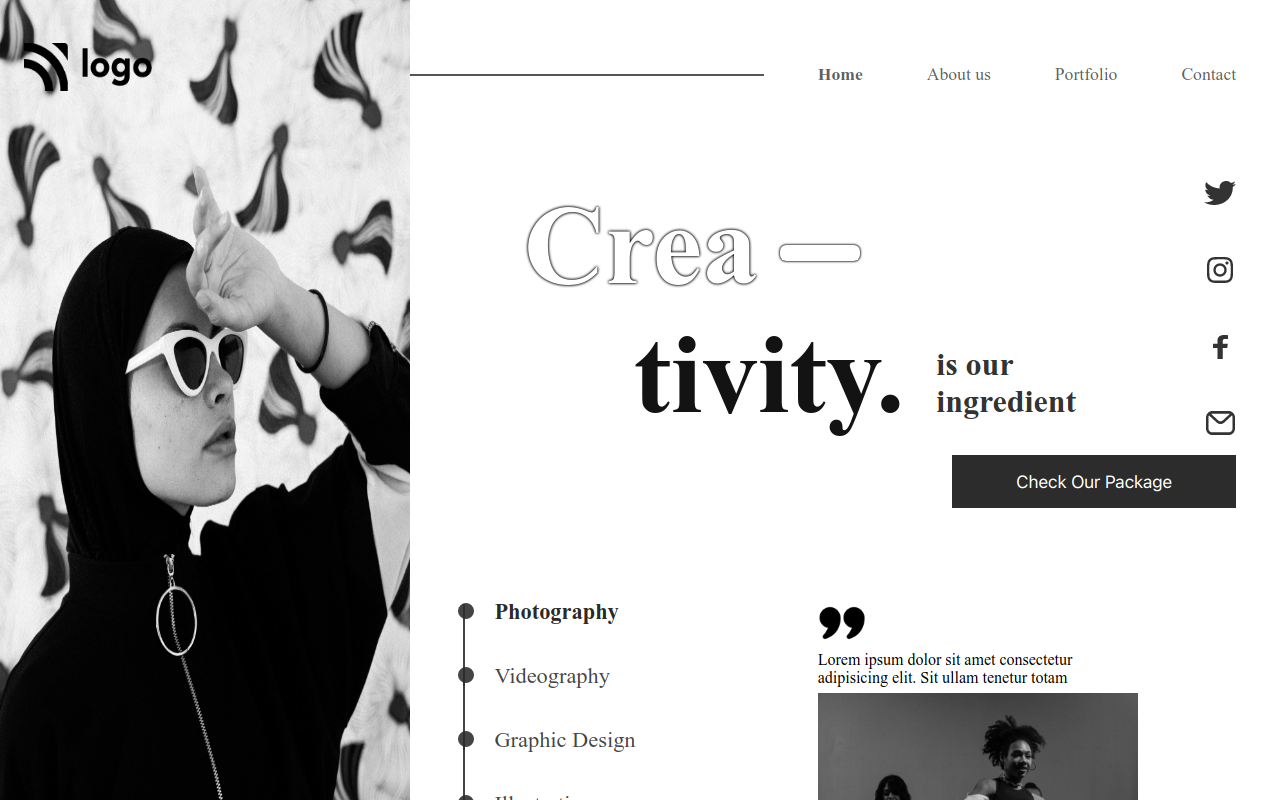 logo
Home About us Portfolio Contact
Crea —
tivity.
is our
ingredient
Check Our Package
Photography
Videography
Graphic Design
Lorem ipsum dolor sit amet consectetur
adipisicing elit. Sit ullam tenetur totam